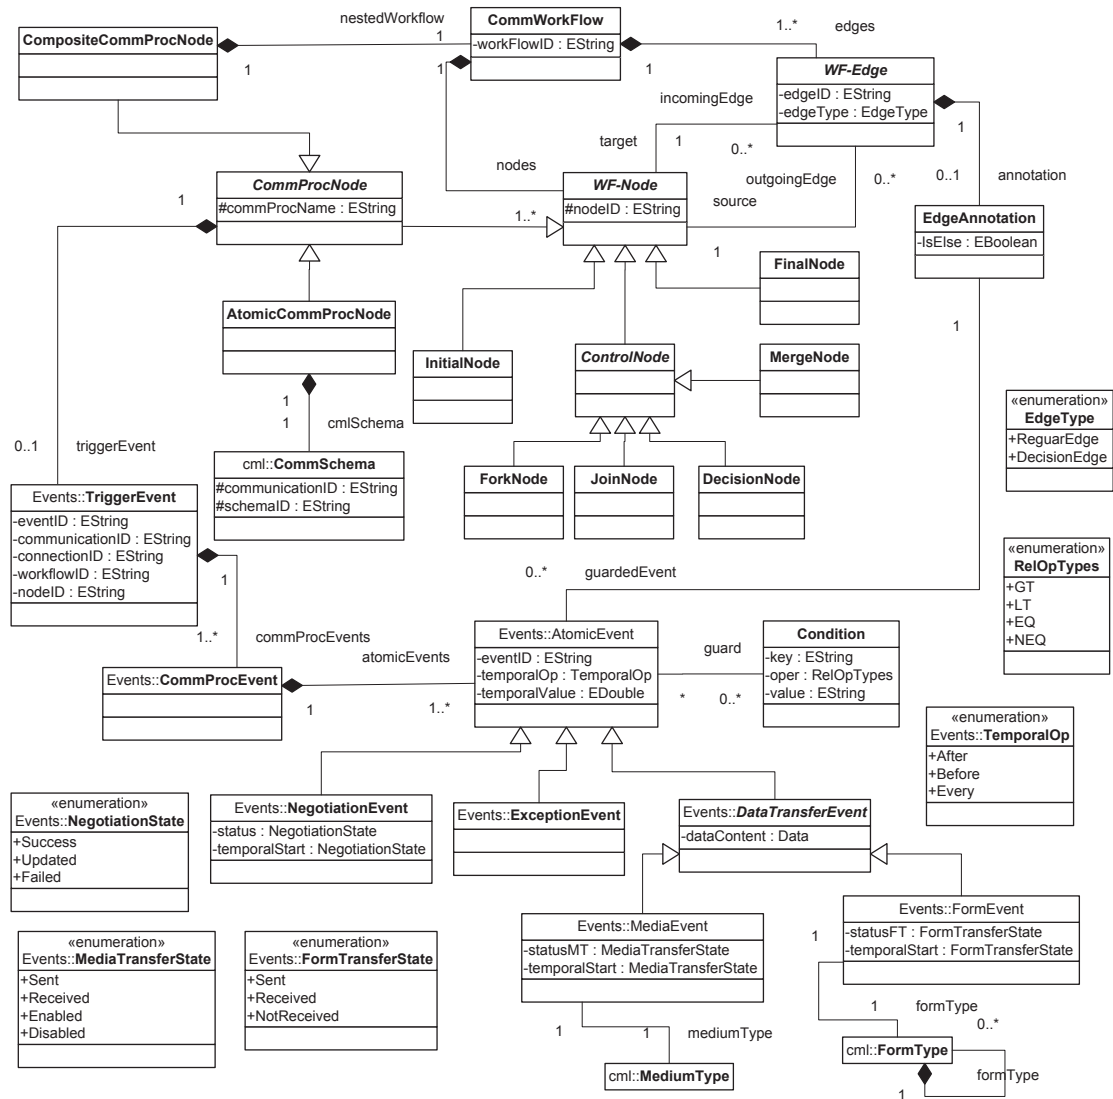 nestedWorkflow
CommWorkFlow
-workFlowID : EString
CompositeCommProcNode
1
1
1
1
1..*
edges
WF-Edge
-edgeID : EString
-edgeType : EdgeType
1
incomingEdge
target
1
0..*
nodes
outgoingEdge
0..*
0..1
annotation
CommProcNode
#commProcName : EString
1
1..*
WF-Node
#nodeID : EString
source
1
EdgeAnnotation
-IsElse : EBoolean
1
FinalNode
AtomicCommProcNode
InitialNode
ControlNode
MergeNode
1
1
cmlSchema
«enumeration»
EdgeType
+ReguarEdge
+DecisionEdge
0..1
triggerEvent
cml::CommSchema
#communicationID : EString
#schemaID : EString
ForkNode
JoinNode
DecisionNode
Events::TriggerEvent
-eventID : EString
-communicationID : EString
-connectionID : EString
-workflowID : EString
-nodeID : EString
1
«enumeration»
RelOpTypes
+GT
+LT
+EQ
+NEQ
0..*
guardedEvent
1..*
commProcEvents
atomicEvents
Events::AtomicEvent
-eventID : EString
-temporalOp : TemporalOp
-temporalValue : EDouble
guard
Condition
-key : EString
-oper : RelOpTypes
-value : EString
Events::CommProcEvent
1
1..*
*
0..*
«enumeration»
Events::TemporalOp
+After
+Before
+Every
«enumeration»
Events::NegotiationState
+Success
+Updated
+Failed
Events::NegotiationEvent
-status : NegotiationState
-temporalStart : NegotiationState
Events::ExceptionEvent
Events::DataTransferEvent
-dataContent : Data
Events::MediaEvent
-statusMT : MediaTransferState
-temporalStart : MediaTransferState
Events::FormEvent
-statusFT : FormTransferState
-temporalStart : FormTransferState
«enumeration»
Events::MediaTransferState
+Sent
+Received
+Enabled
+Disabled
«enumeration»
Events::FormTransferState
+Sent
+Received
+NotReceived
1
1
formType
0..*
1
1
mediumType
cml::MediumType
cml::FormType
formType
1